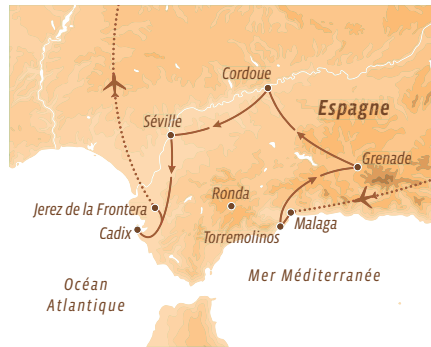 Cordoue
Espagne
Séville
Grenade
Ronda
Jerez de la Frontera
Malaga
Cadix
Torremolinos
Océan
Atlantique
Mer Méditerranée